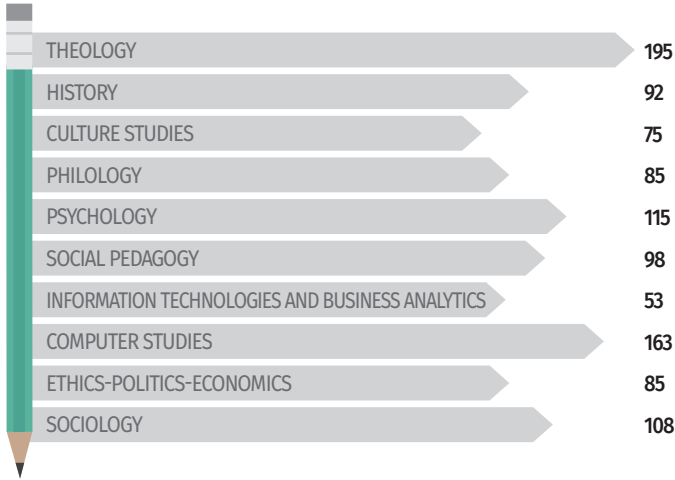 THEOLOGY 195
HISTORY 92
CULTURE STUDIES 75
PHILOLOGY 85
PSYCHOLOGY 115
SOCIAL PEDAGOGY 98
INFORMATION TECHNOLOGIES AND BUSINESS ANALYTICS 53
COMPUTER STUDIES 163
ETHICS-POLITICS-ECONOMICS 85
SOCIOLOGY 108